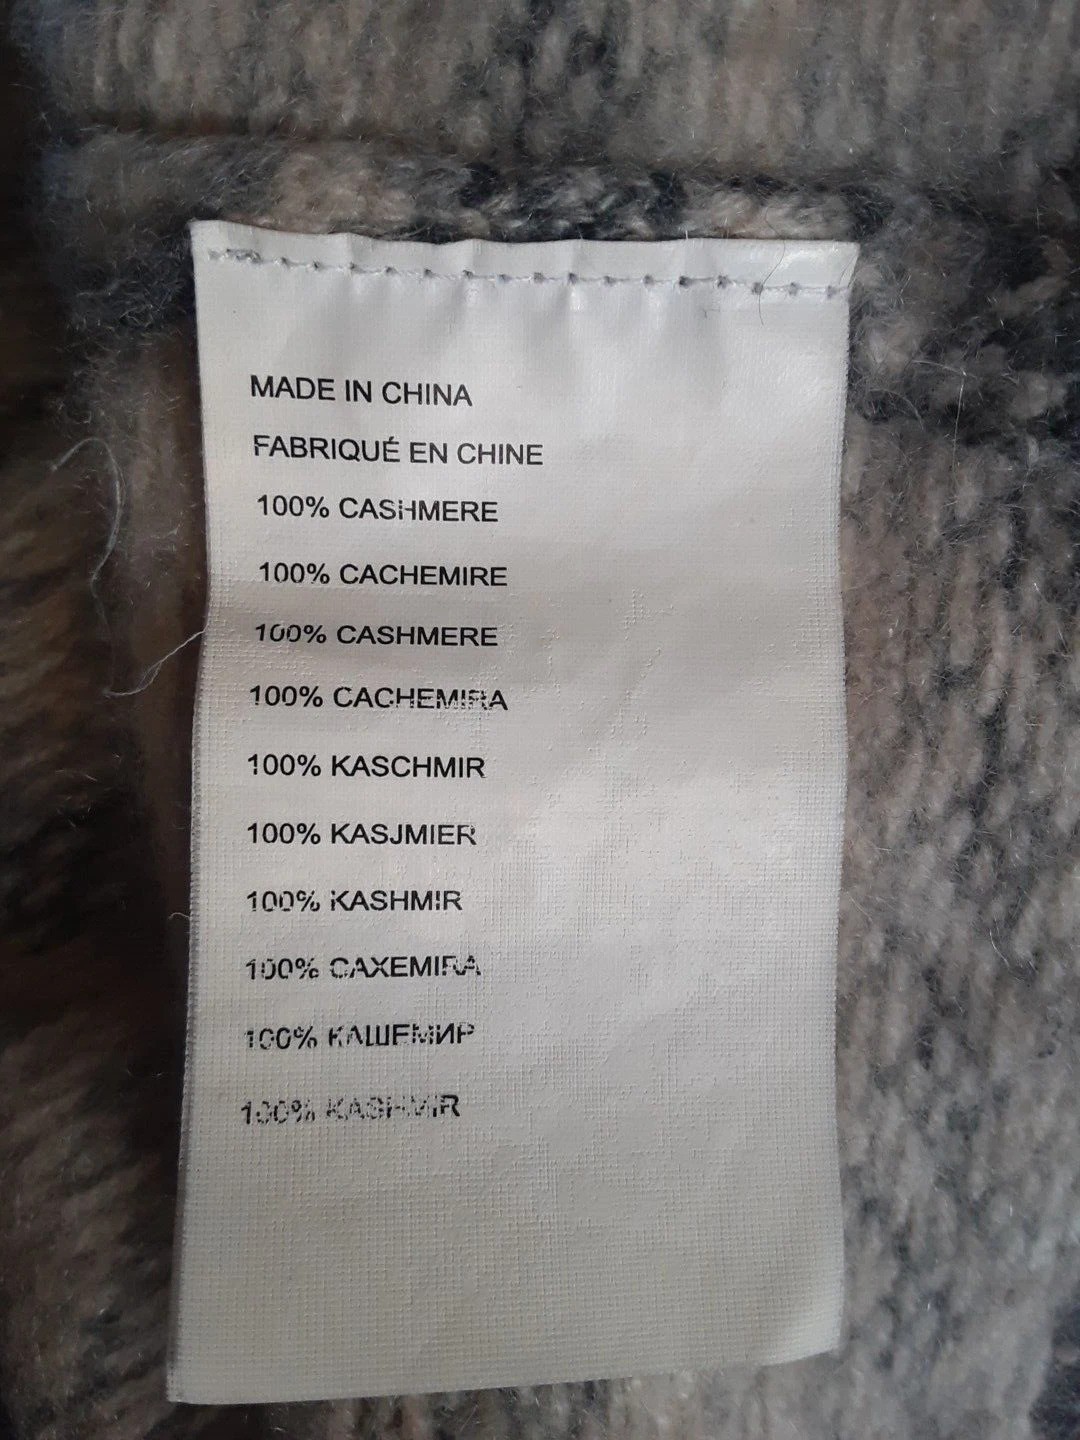 MADE IN CHINA
FABRIQUÉ EN CHINE
100% CASHMERE
100% CACHEMIRE
100% CASHMERE
100% CACHEMIRA
100% KASCHMIR
100% KASJMIER
100% KASHMIR
100% CAXEMIRA
100% КАШЕМИР
100% KASHMIR